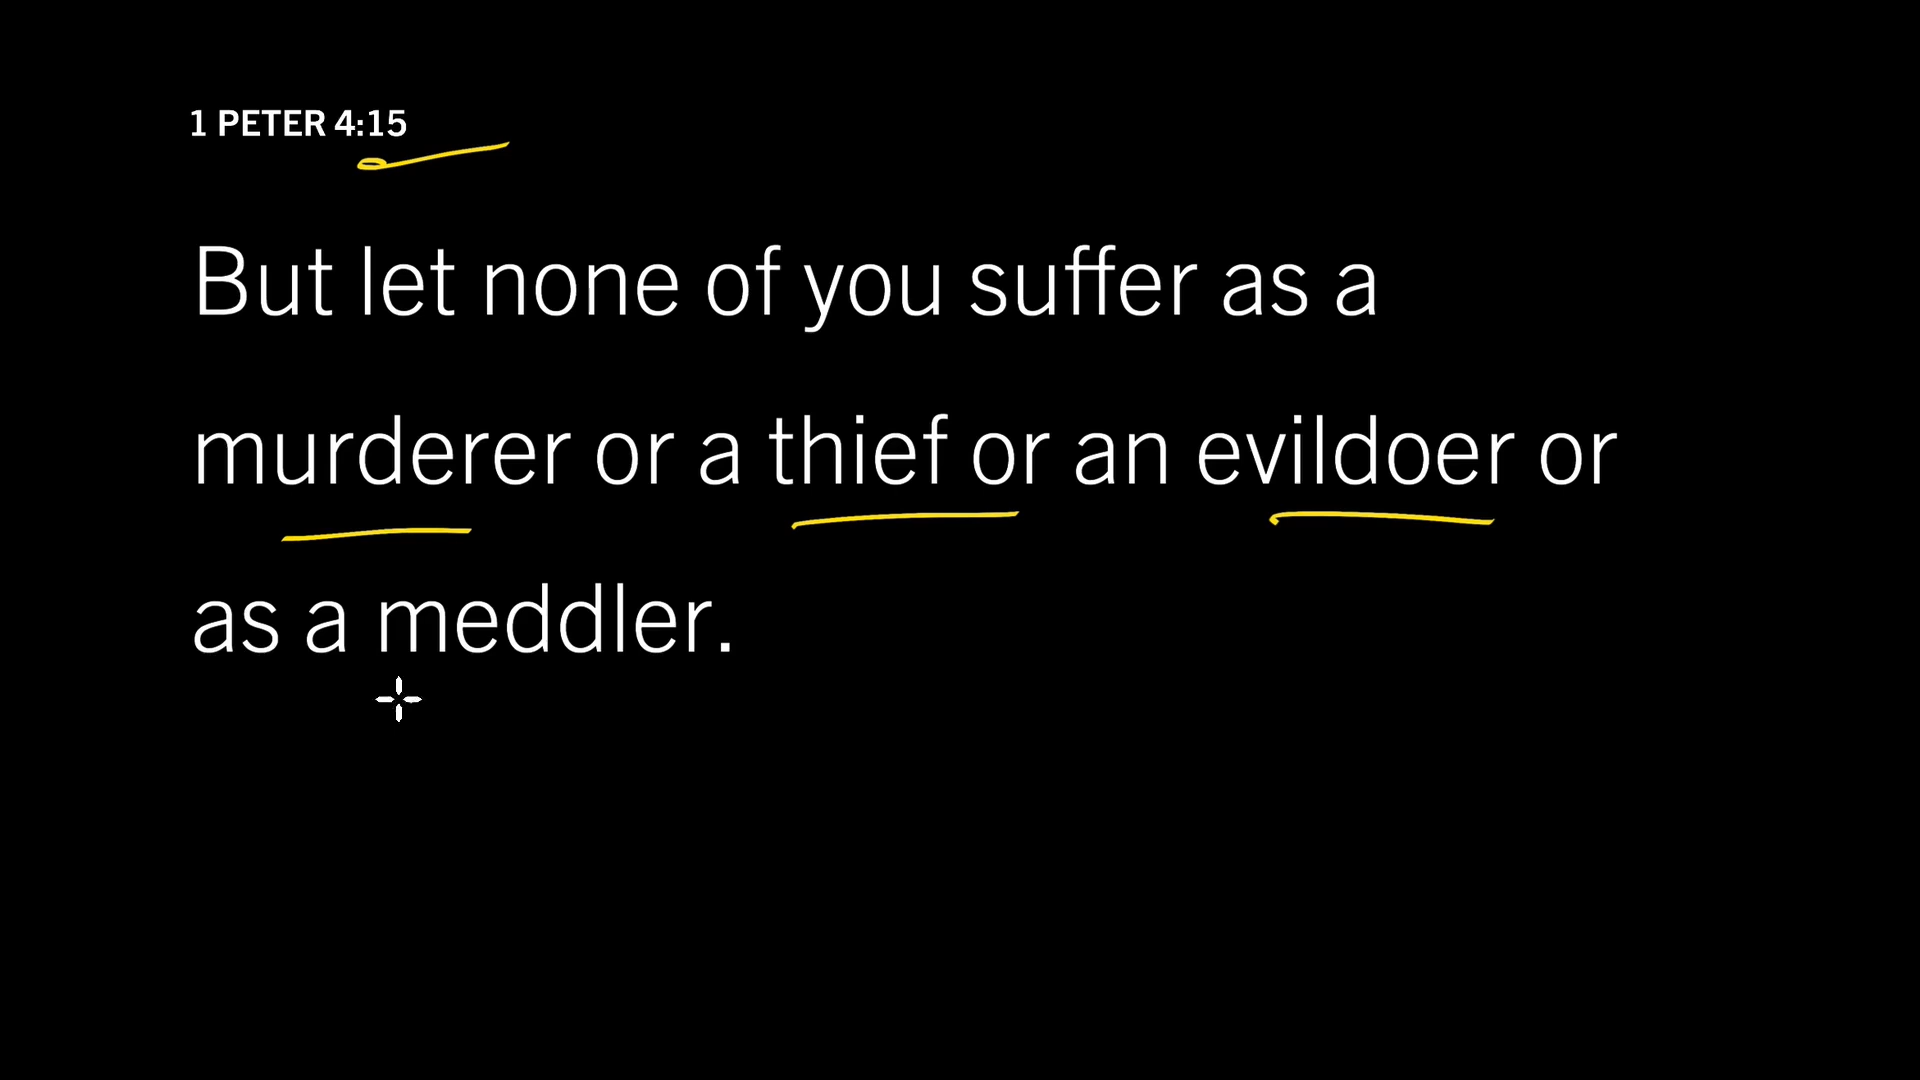 1 PETER 4:15
But let none of you suffer as a
murderer or a thief or an evildoer or
as a meddler.